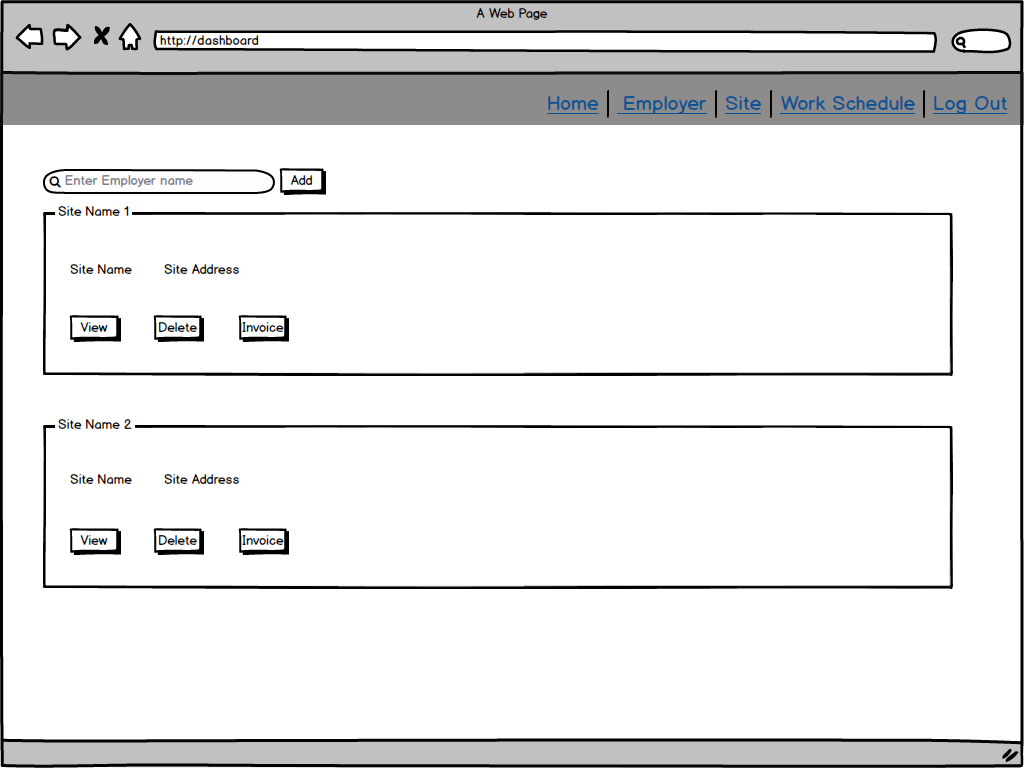 A Web Page
http://dashboard
Home Employer Site Work Schedule Log Out
Enter Employer name Add
Site Name 1
Site Name Site Address
View Delete Invoice
Site Name 2
Site Name Site Address
View Delete Invoice